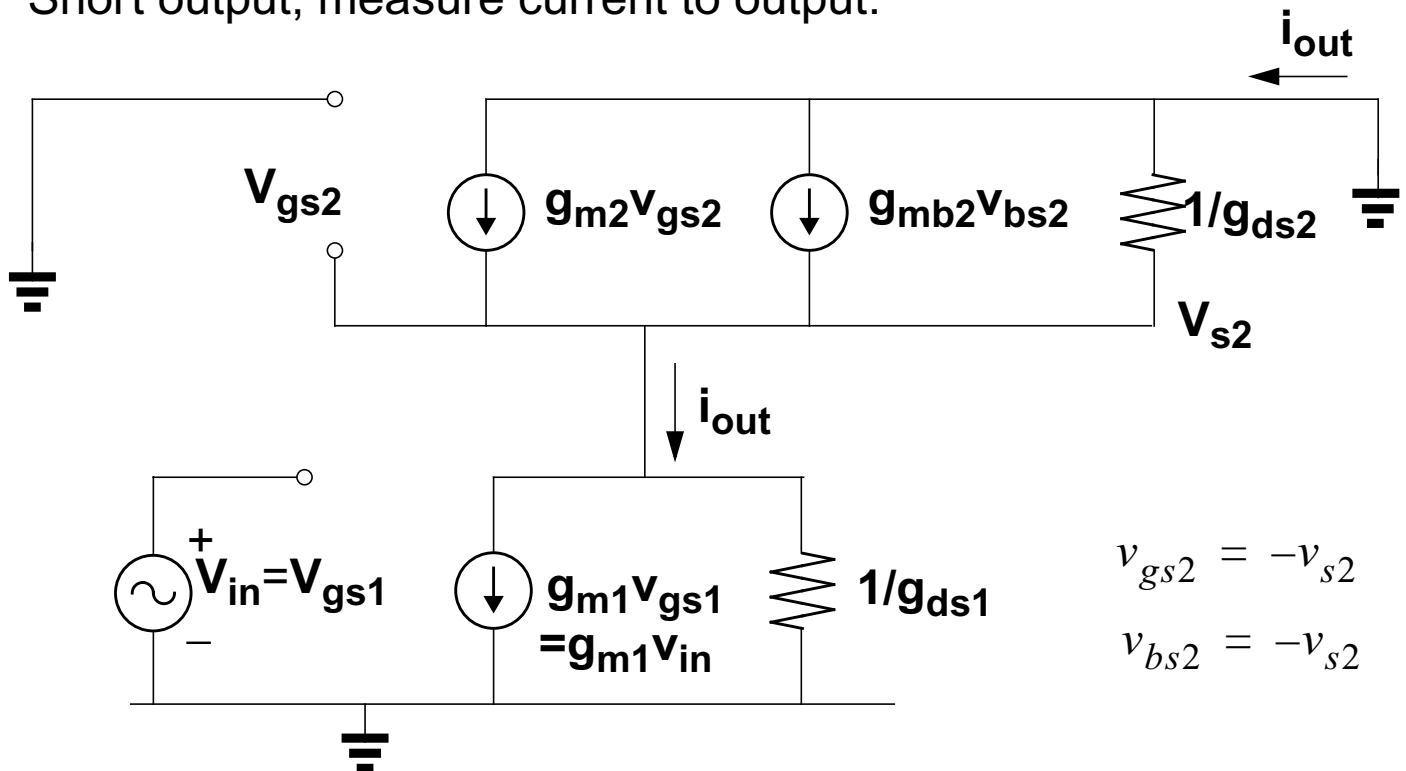 Short output, measure current to output.
iout
Vgs2
gm2vgs2
gmb2vbs2
1/gds2
Vs2
iout
+
Vin=Vgs1
–
gm1vgs1
=gm1vin
1/gds1
vgs2 = -vs2
vbs2 = -vs2